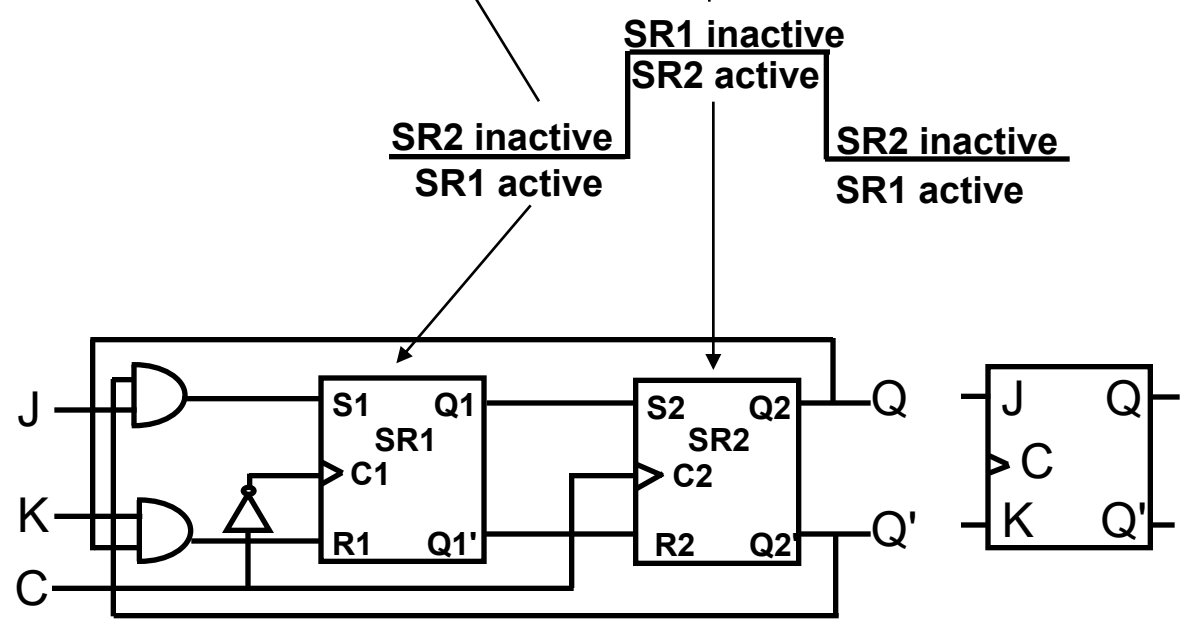 SR1 inactive
SR2 active
SR2 inactive
SR1 active
SR2 inactive
SR1 active
J
K
C
S1 Q1
SR1
C1
R1 Q1'
S2 Q2
SR2
C2
R2 Q2'
Q
Q'
J Q
C
K Q'